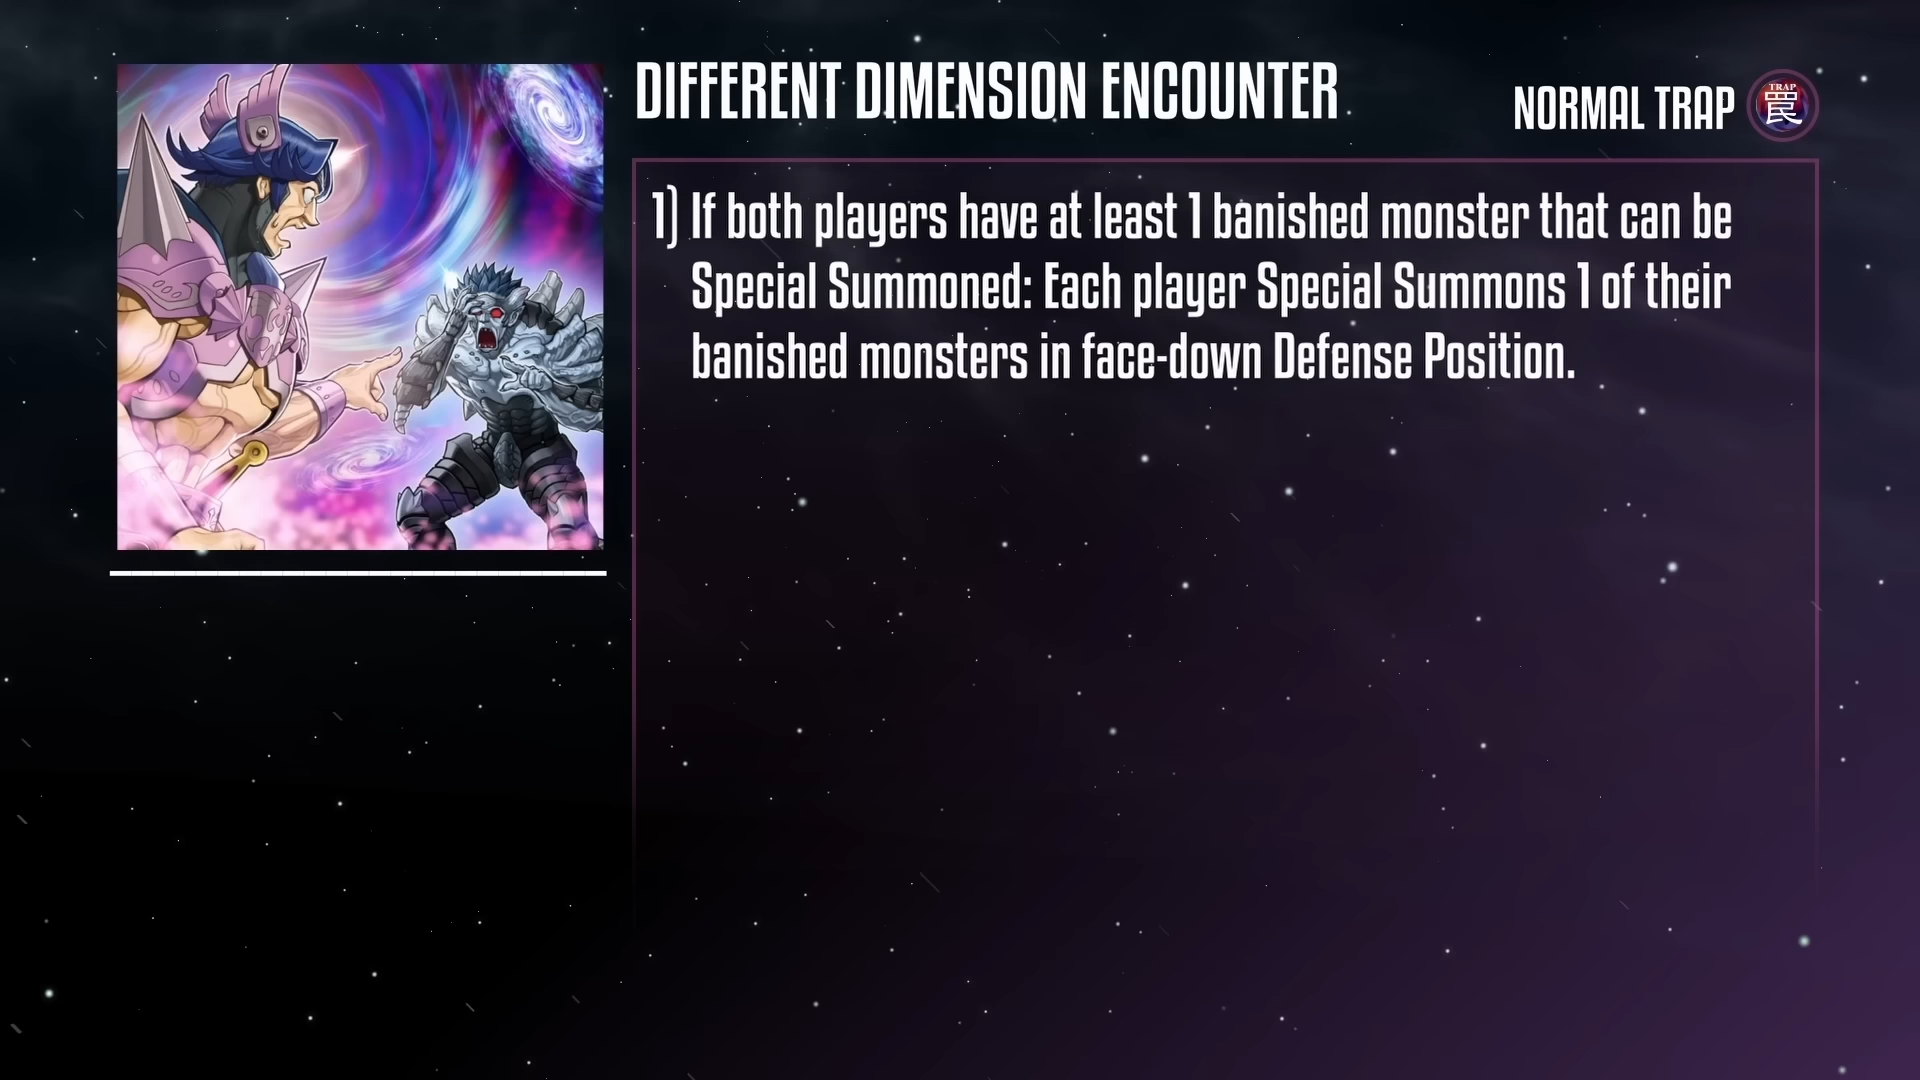 DIFFERENT DIMENSION ENCOUNTER
NORMAL TRAP
TRAP
罠
1) If both players have at least 1 banished monster that can be
Special Summoned: Each player Special Summons 1 of their
banished monsters in face-down Defense Position.